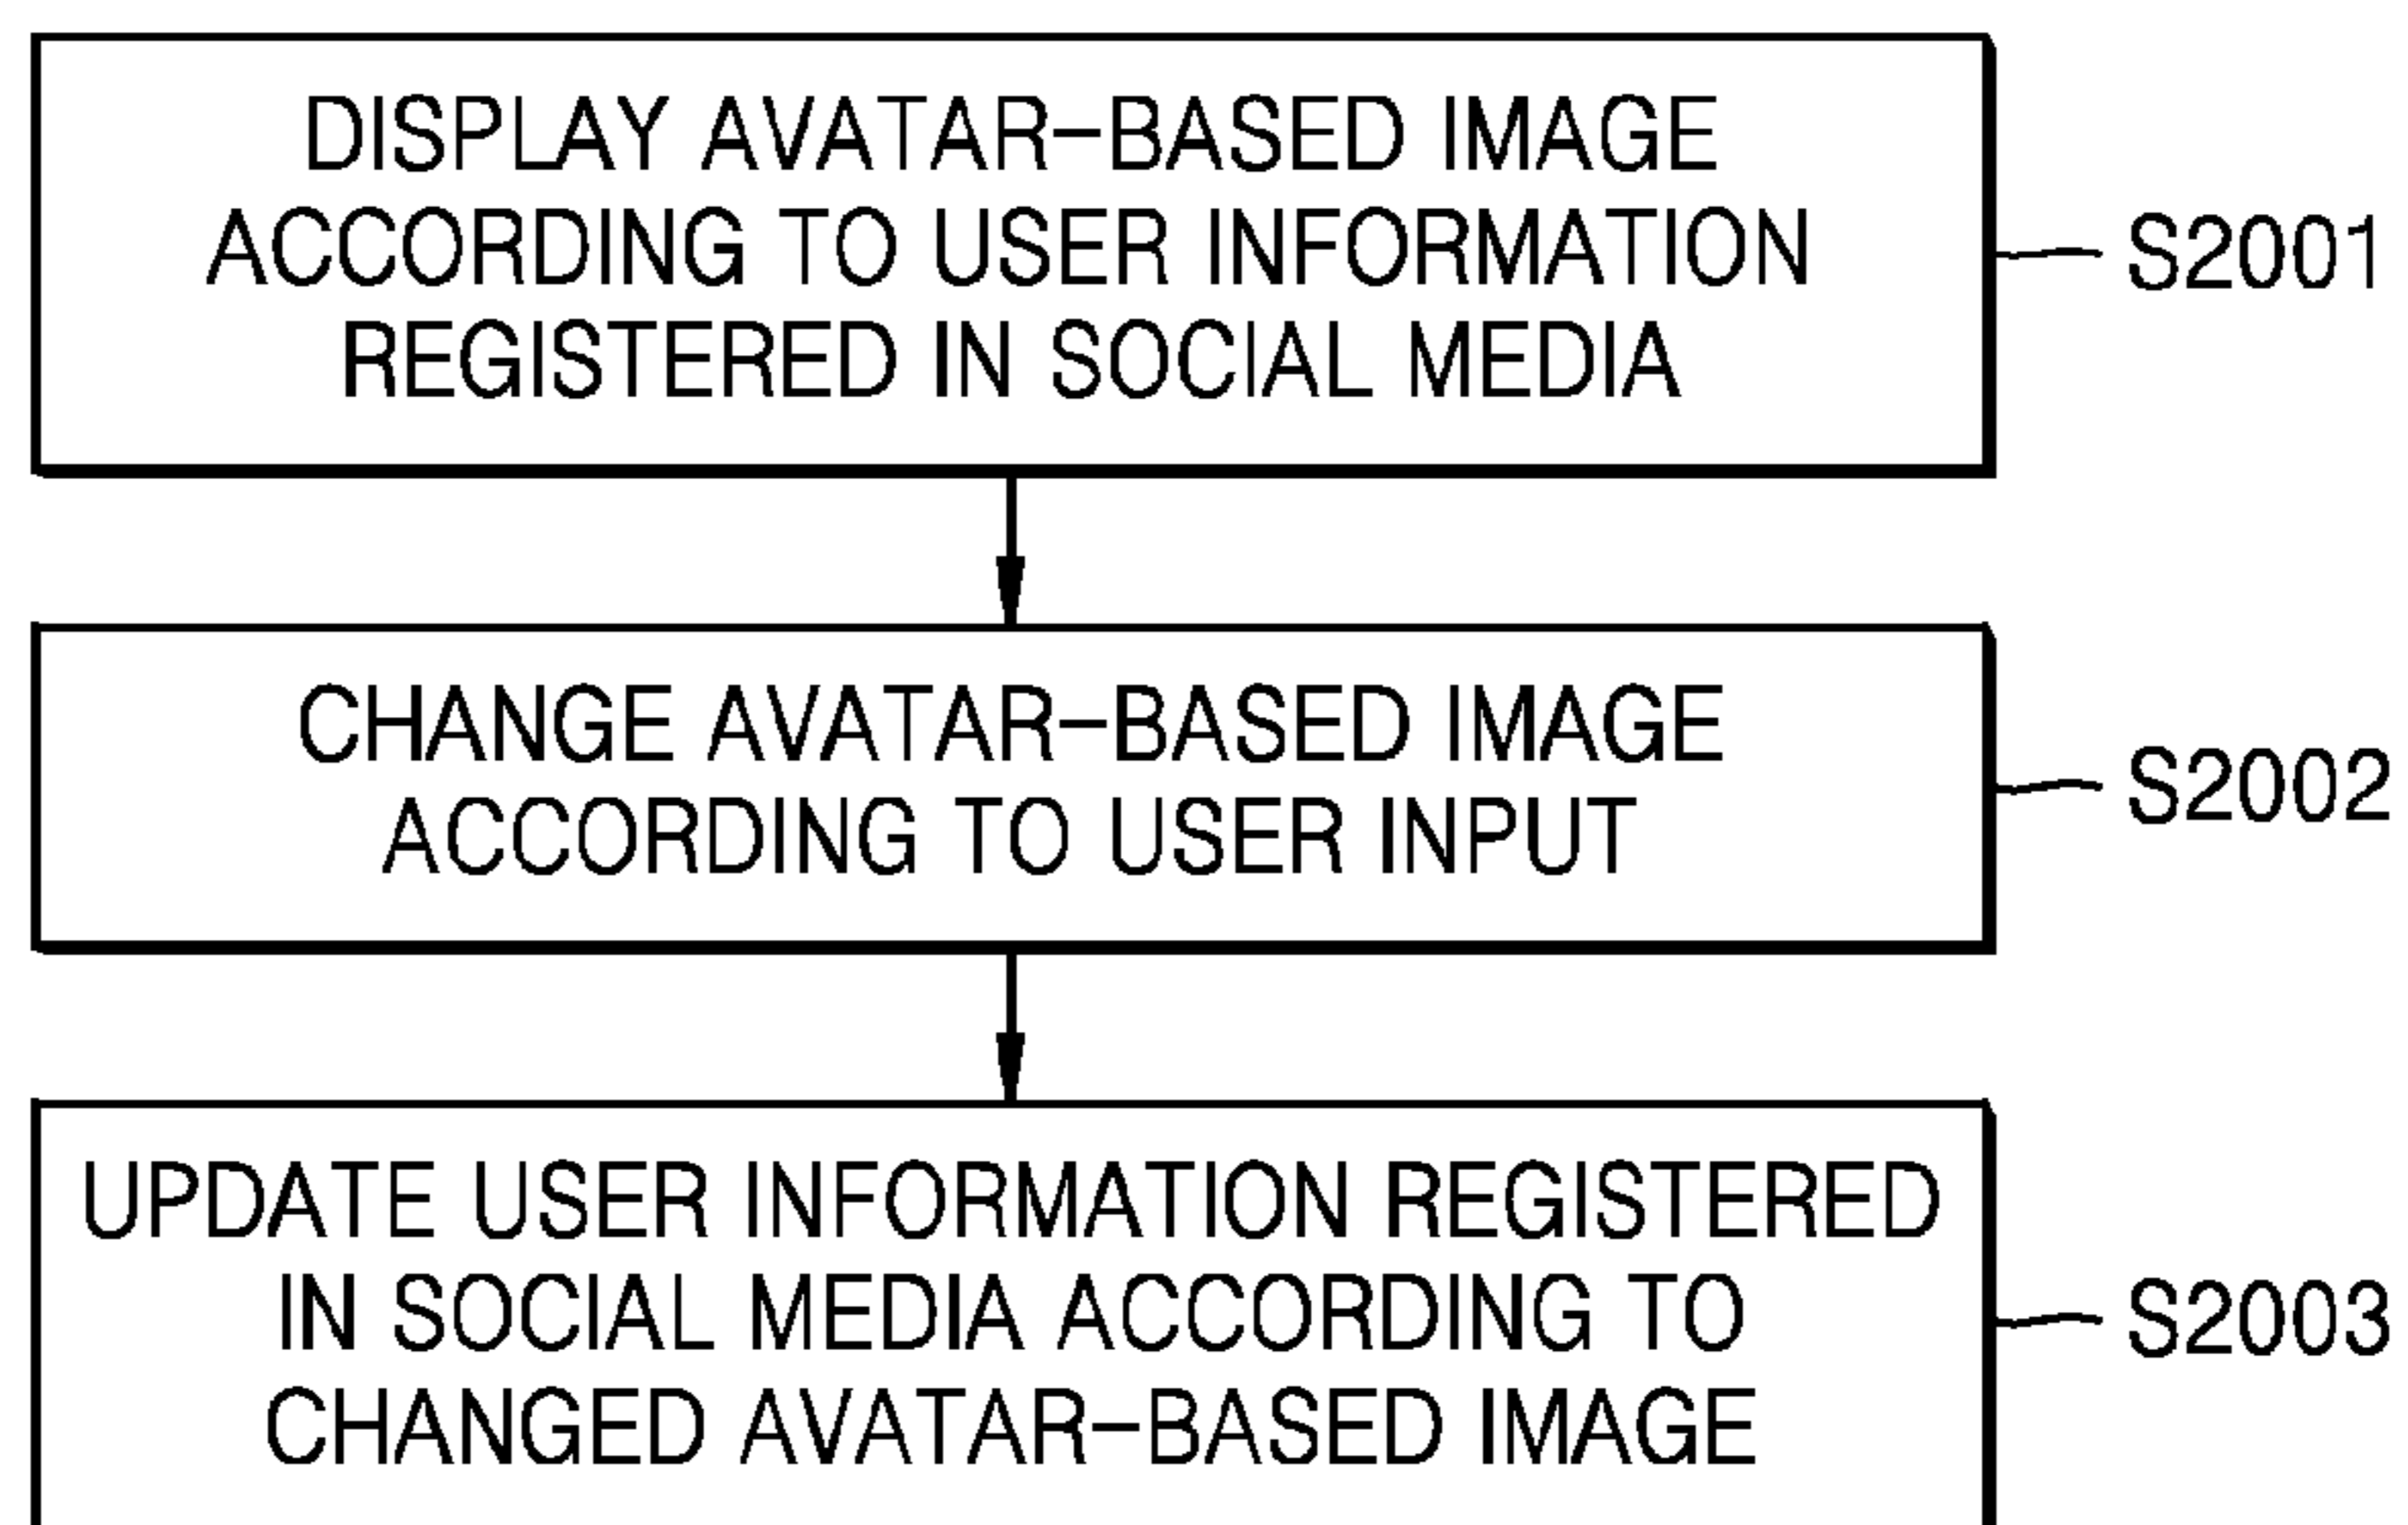 DISPLAY AVATAR-BASED IMAGE
ACCORDING TO USER INFORMATION
REGISTERED IN SOCIAL MEDIA
S2001
CHANGE AVATAR-BASED IMAGE
ACCORDING TO USER INPUT
S2002
UPDATE USER INFORMATION REGISTERED
IN SOCIAL MEDIA ACCORDING TO
CHANGED AVATAR-BASED IMAGE
S2003